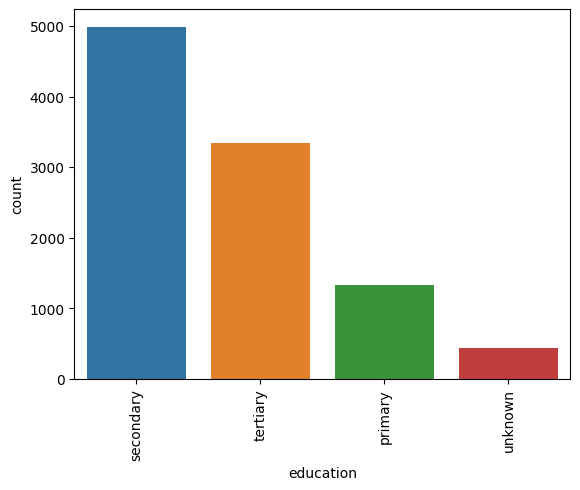 5000
4000
3000
2000
1000
0
count
secondary
tertiary
primary
unknown
education